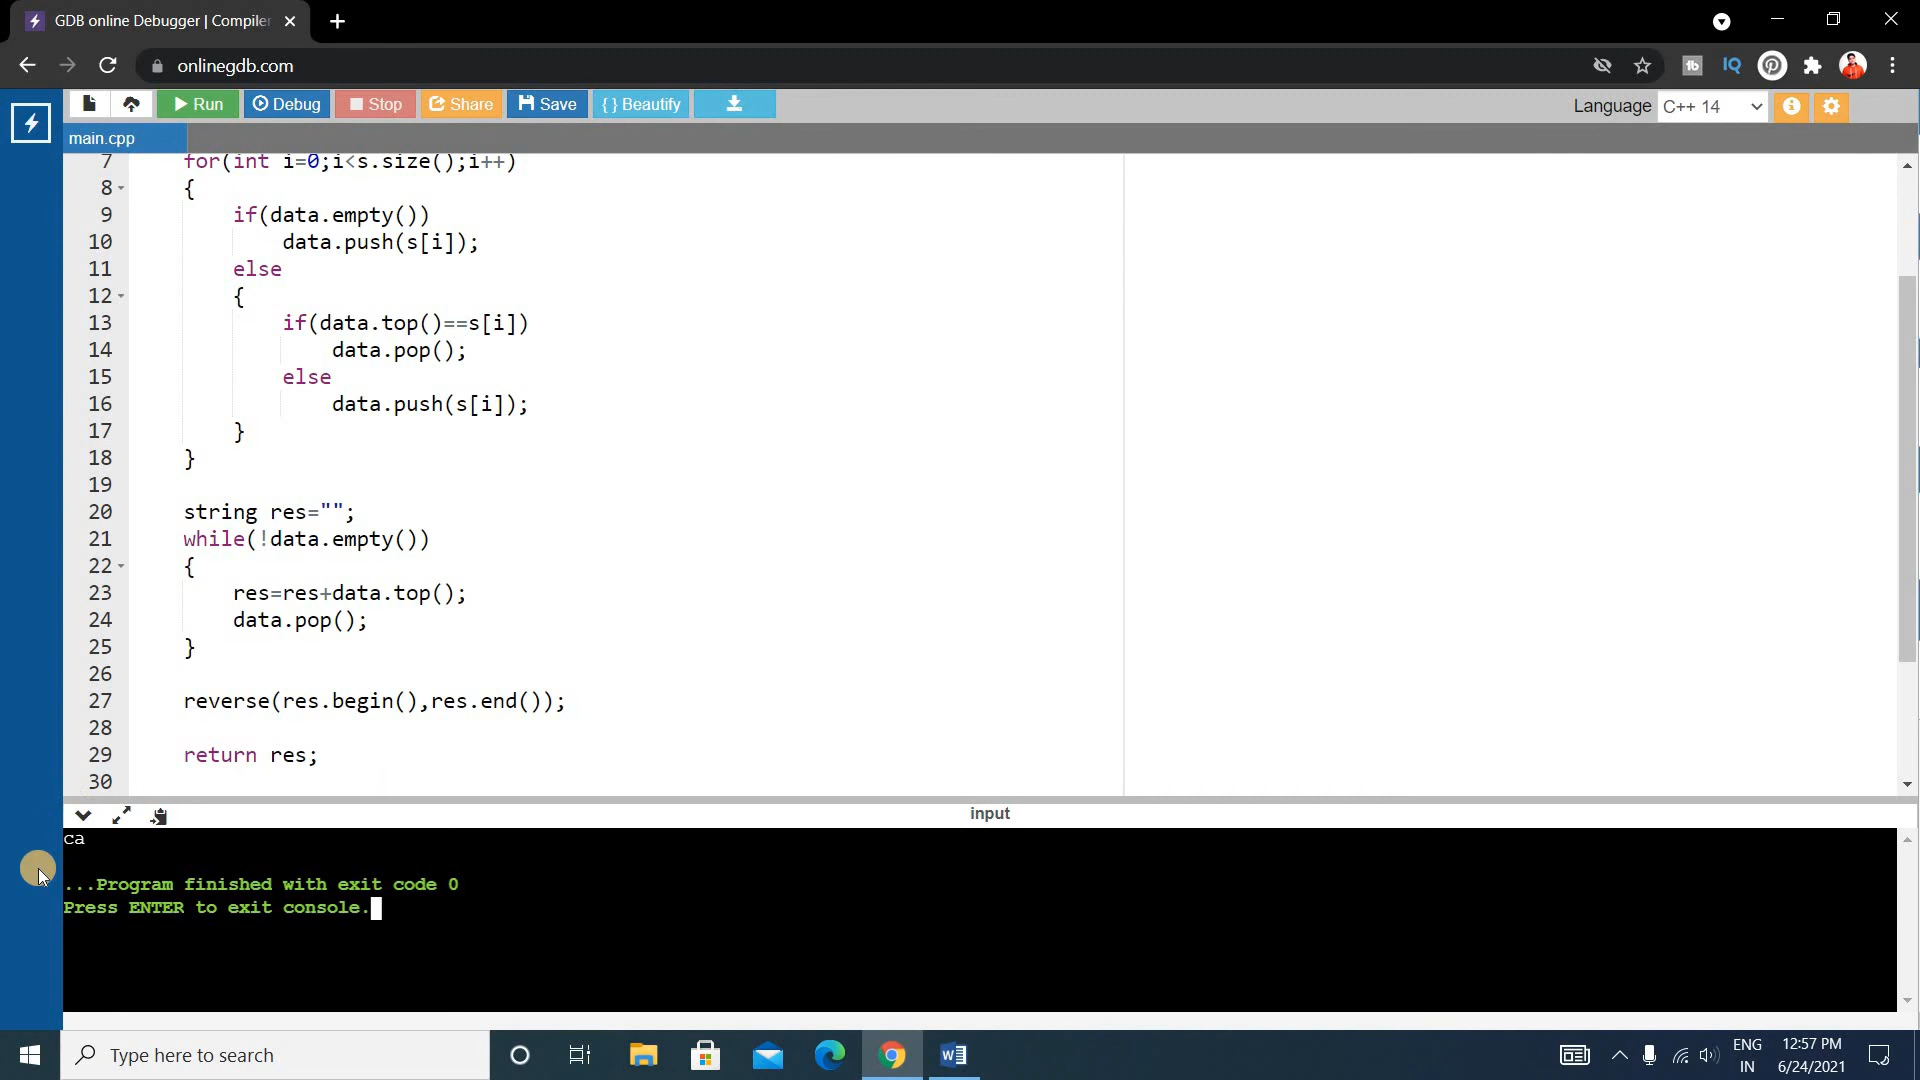 GDB online Debugger | Compiler
onlinegdb.com
Run Debug Stop Share Save { } Beautify Language C++ 14
main.cpp
7 for(int i=0;i<s.size();i++)
8 {
9 if(data.empty())
10 data.push(s[i]);
11 else
12 {
13 if(data.top()==s[i])
14 data.pop();
15 else
16 data.push(s[i]);
17 }
18 }
19
20 string res="";
21 while(!data.empty())
22 {
23 res=res+data.top();
24 data.pop();
25 }
26
27 reverse(res.begin(),res.end());
28
29 return res;
30
input
ca
...Program finished with exit code 0
Press ENTER to exit console.
Type here to search
ENG 12:57 PM
IN 6/24/2021